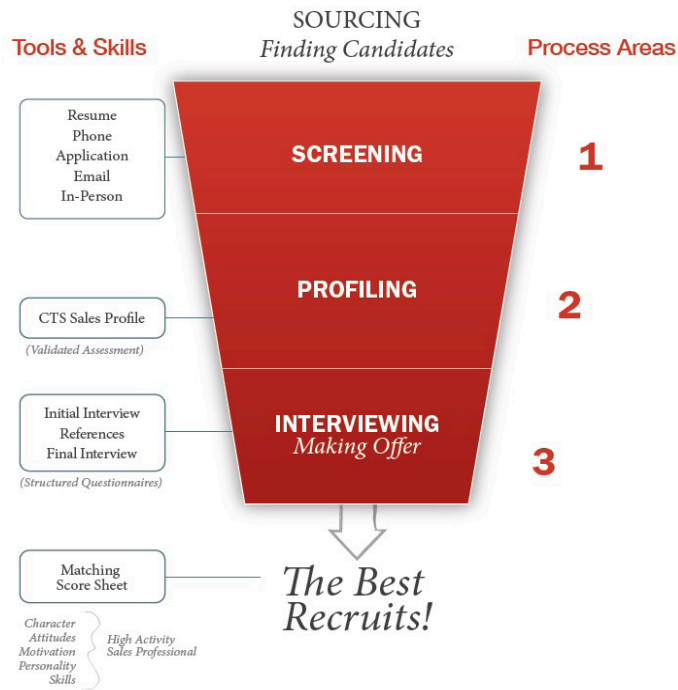 SOURCING
Finding Candidates
Tools & Skills
Process Areas
Resume
Phone
Application
Email
In-Person
SCREENING
1
PROFILING
2
CTS Sales Profile
(Validated Assessment)
Initial Interview
References
Final Interview
(Structured Questionnaires)
INTERVIEWING
Making Offer
3
Matching
Score Sheet
The Best
Recruits!
Character
Attitudes
Motivation
Personality
Skills
High Activity
Sales Professional